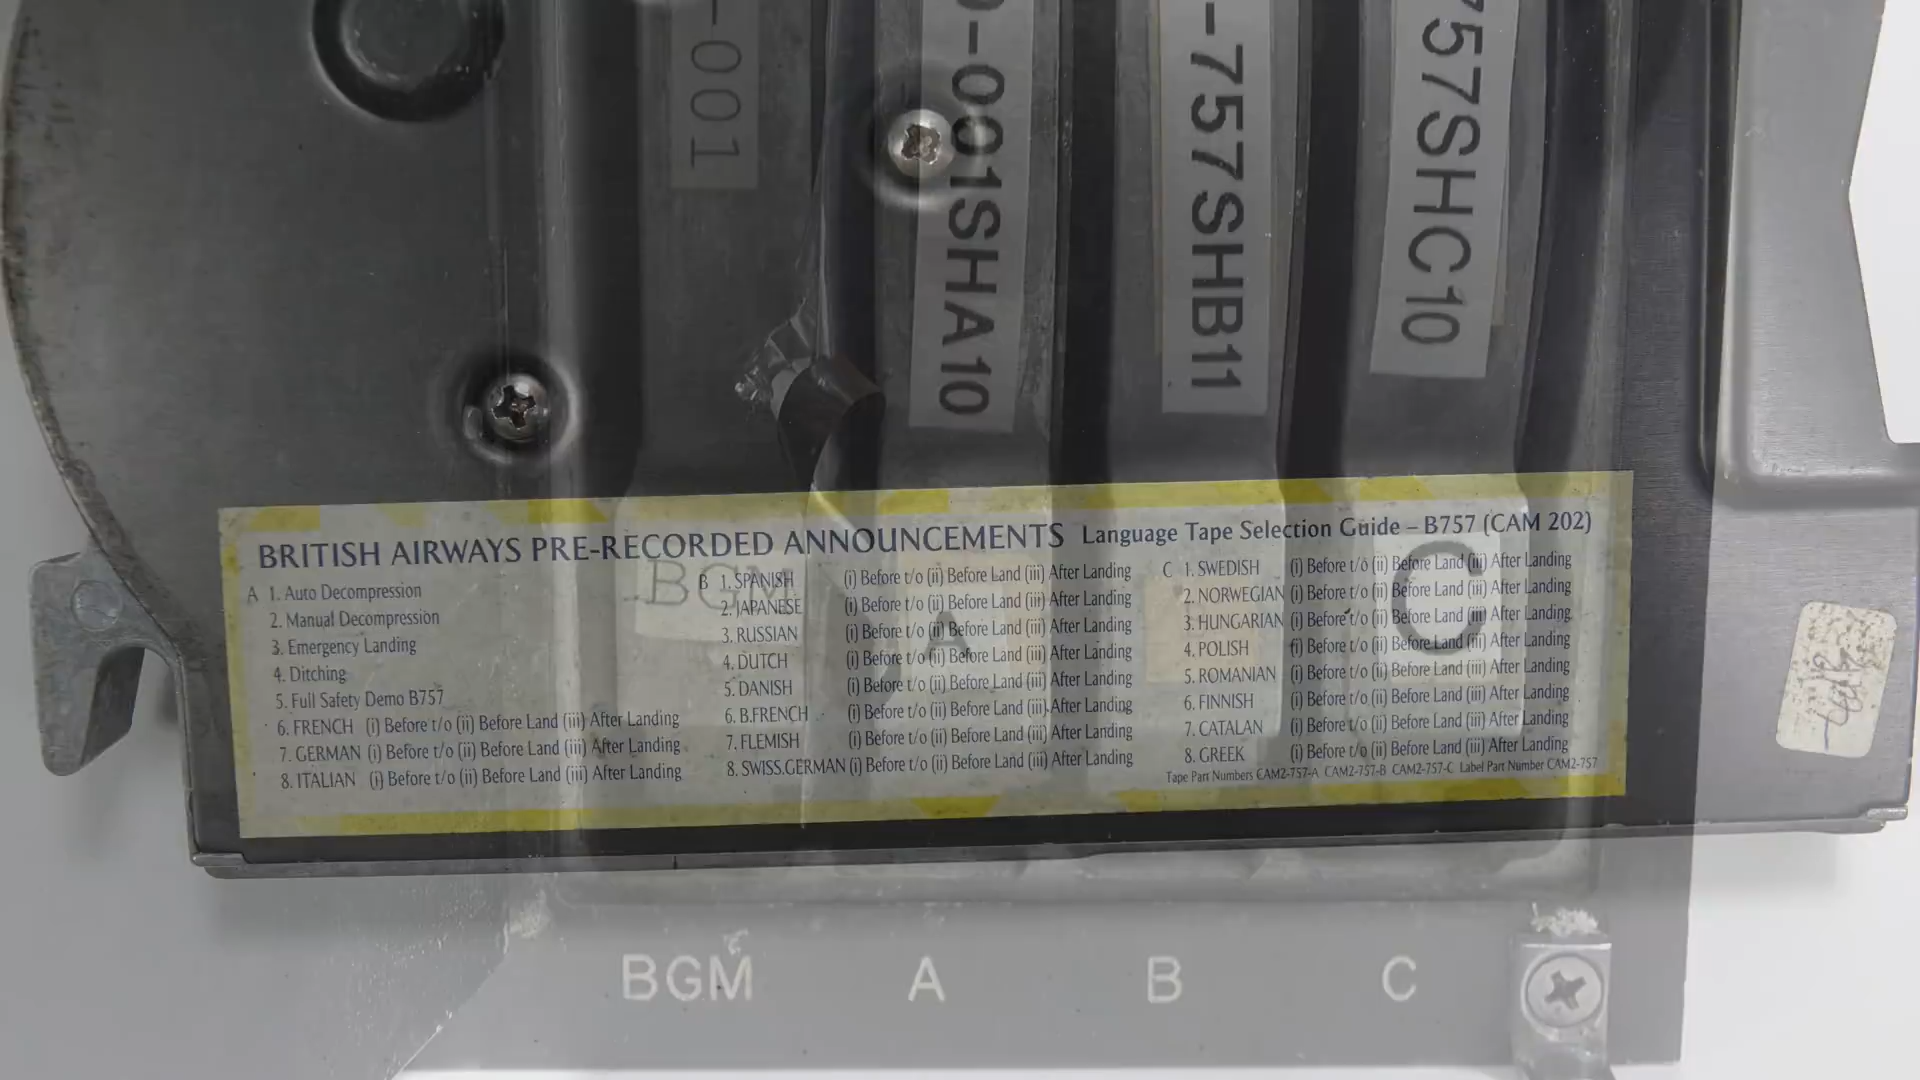 -001
0-001SHA10
-757SHB11
757SHC10
BRITISH AIRWAYS PRE-RECORDED ANNOUNCEMENTS Language Tape Selection Guide – B757 (CAM 202)
A 1. Auto Decompression
2. Manual Decompression
3. Emergency Landing
4. Ditching
5. Full Safety Demo B757
6. FRENCH (i) Before t/o (ii) Before Land (iii) After Landing
7. GERMAN (i) Before t/o (ii) Before Land (iii) After Landing
8. ITALIAN (i) Before t/o (ii) Before Land (iii) After Landing
B 1. SPANISH (i) Before t/o (ii) Before Land (iii) After Landing
2. JAPANESE (i) Before t/o (ii) Before Land (iii) After Landing
3. RUSSIAN (i) Before t/o (ii) Before Land (iii) After Landing
4. DUTCH (i) Before t/o (ii) Before Land (iii) After Landing
5. DANISH (i) Before t/o (ii) Before Land (iii) After Landing
6. B.FRENCH (i) Before t/o (ii) Before Land (iii) After Landing
7. FLEMISH (i) Before t/o (ii) Before Land (iii) After Landing
8. SWISS.GERMAN (i) Before t/o (ii) Before Land (iii) After Landing
C 1. SWEDISH (i) Before t/o (ii) Before Land (iii) After Landing
2. NORWEGIAN (i) Before t/o (ii) Before Land (iii) After Landing
3. HUNGARIAN (i) Before t/o (ii) Before Land (iii) After Landing
4. POLISH (i) Before t/o (ii) Before Land (iii) After Landing
5. ROMANIAN (i) Before t/o (ii) Before Land (iii) After Landing
6. FINNISH (i) Before t/o (ii) Before Land (iii) After Landing
7. CATALAN (i) Before t/o (ii) Before Land (iii) After Landing
8. GREEK (i) Before t/o (ii) Before Land (iii) After Landing
Tape Part Numbers CAM2-757-A CAM2-757-B CAM2-757-C Label Part Number CAM2-757
BGM A C
BGM A B C